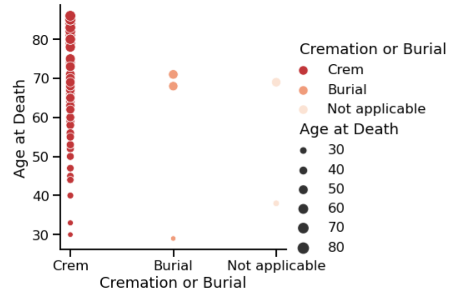 80
70
60
50
40
30
Age at Death
Crem
Burial
Not applicable
Cremation or Burial
Cremation or Burial
Crem
Burial
Not applicable
Age at Death
30
40
50
60
70
80